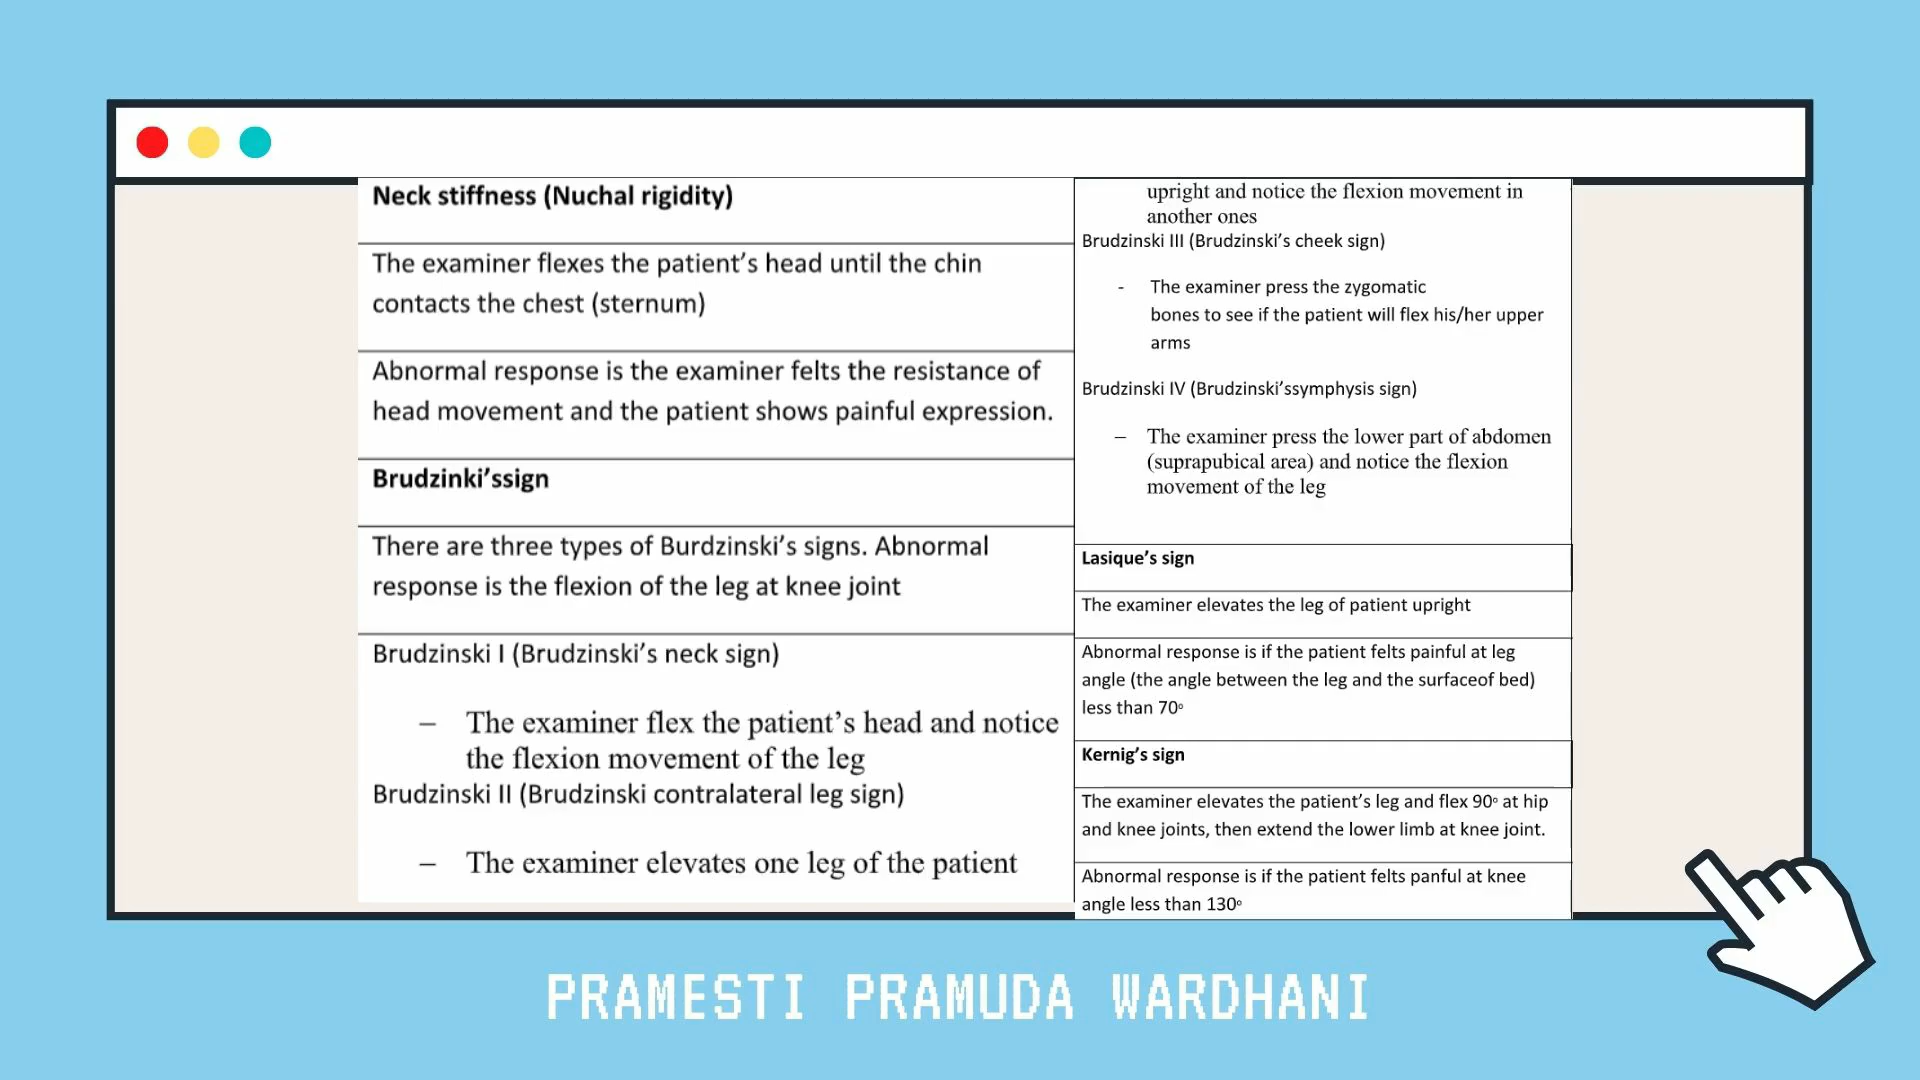 Neck stiffness (Nuchal rigidity)
The examiner flexes the patient's head until the chin
contacts the chest (sternum)
Abnormal response is the examiner felts the resistance of
head movement and the patient shows painful expression.
Brudzinki'ssign
There are three types of Burdzinski's signs. Abnormal
response is the flexion of the leg at knee joint
Brudzinski I (Brudzinski's neck sign)
– The examiner flex the patient's head and notice
the flexion movement of the leg
Brudzinski II (Brudzinski contralateral leg sign)
– The examiner elevates one leg of the patient
upright and notice the flexion movement in
another ones
Brudzinski III (Brudzinski's cheek sign)
- The examiner press the zygomatic
bones to see if the patient will flex his/her upper
arms
Brudzinski IV (Brudzinski'ssymphysis sign)
– The examiner press the lower part of abdomen
(suprapubical area) and notice the flexion
movement of the leg
Lasique's sign
The examiner elevates the leg of patient upright
Abnormal response is if the patient felts painful at leg
angle (the angle between the leg and the surfaceof bed)
less than 70º
Kernig's sign
The examiner elevates the patient's leg and flex 90º at hip
and knee joints, then extend the lower limb at knee joint.
Abnormal response is if the patient felts panful at knee
angle less than 130º
PRAMESTI PRAMUDA WARDHANI